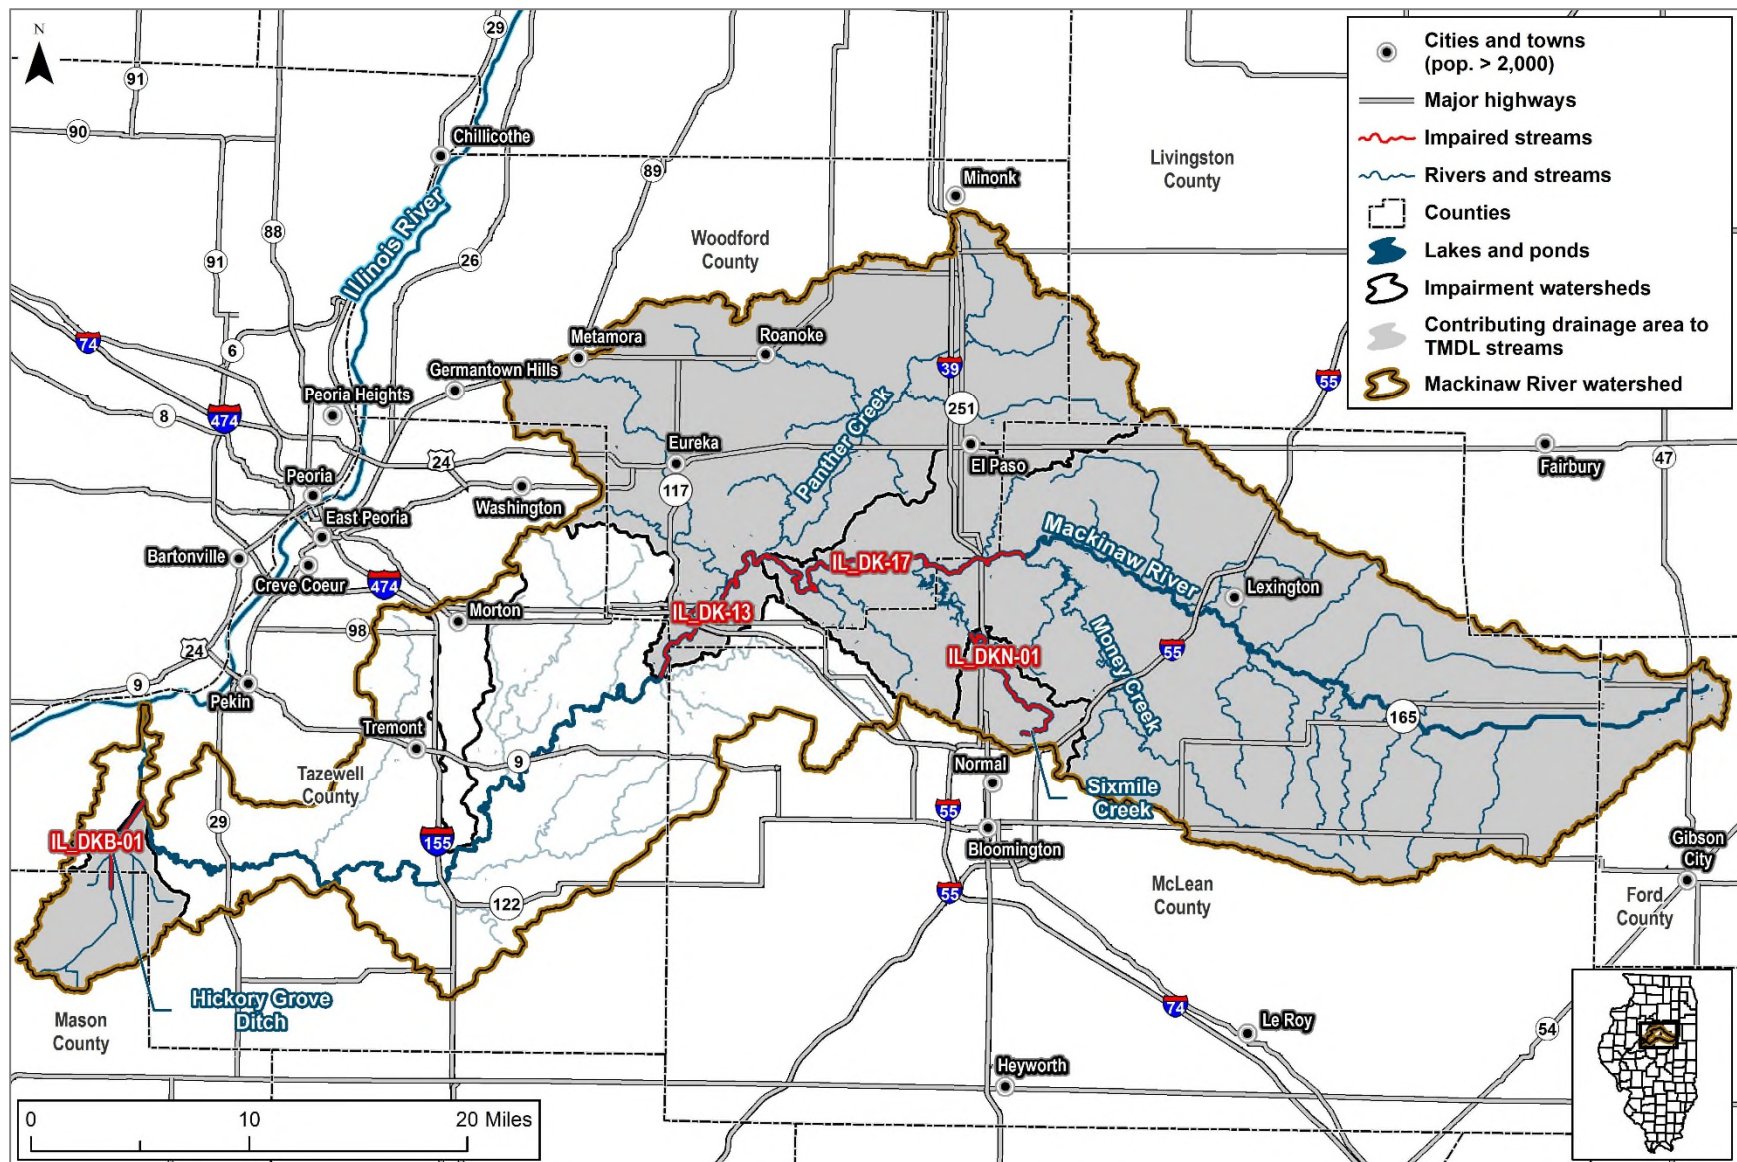 N
29
91
90
Chillicothe
89
Livingston
County
Minonk
Illinois River
88
Woodford
County
91
26
74
6
Metamora
Roanoke
Germantown Hills
39
55
Peoria Heights
8
474
251
Panther Creek
Eureka
El Paso
Fairbury
24
47
Peoria
117
Washington
East Peoria
Mackinaw River
Bartonville
IL_DK-17
Creve Coeur
474
Lexington
Morton
IL_DK-13
98
Money Creek
24
55
IL_DKN-01
9
Pekin
165
Tremont
9
Normal
Tazewell
County
Sixmile
Creek
55
29
IL_DKB-01
155
Bloomington
Gibson
City
55
McLean
County
122
Ford
County
Hickory Grove
Ditch
74
Mason
County
Le Roy
54
Heyworth
0 10 20 Miles
Cities and towns
(pop. > 2,000)
Major highways
Impaired streams
Rivers and streams
Counties
Lakes and ponds
Impairment watersheds
Contributing drainage area to
TMDL streams
Mackinaw River watershed